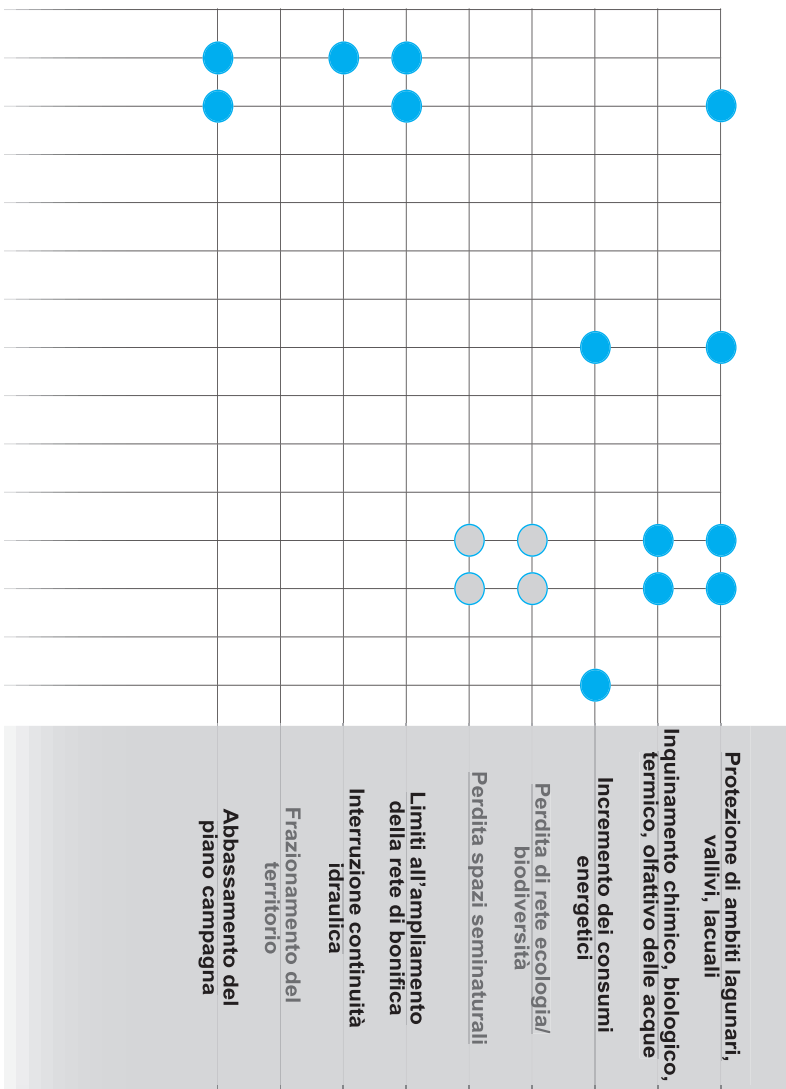 Protezione di ambiti lagunari,
vallivi, lacuali
Inquinamento chimico, biologico,
termico, olfattivo delle acque
Incremento dei consumi
energetici
Perdita di rete ecologia/
biodiversità
Perdita spazi seminaturali
Limiti all'ampliamento
della rete di bonifica
Interruzione continuità
idraulica
Frazionamento del
territorio
Abbassamento del
piano campagna